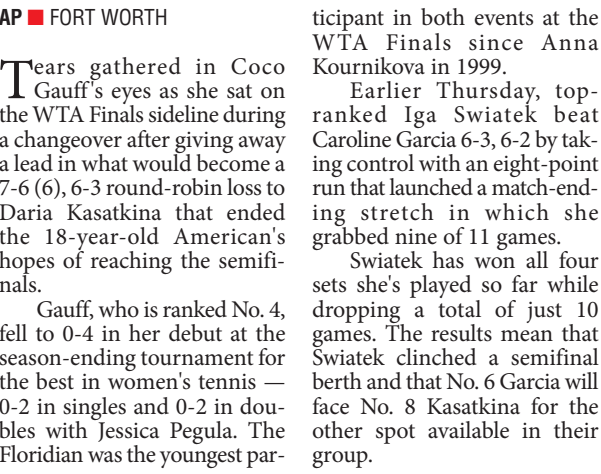 AP ■ FORT WORTH
Tears gathered in Coco
Gauff's eyes as she sat on
the WTA Finals sideline during
a changeover after giving away
a lead in what would become a
7-6 (6), 6-3 round-robin loss to
Daria Kasatkina that ended
the 18-year-old American's
hopes of reaching the semifi-
nals.
Gauff, who is ranked No. 4,
fell to 0-4 in her debut at the
season-ending tournament for
the best in women's tennis —
0-2 in singles and 0-2 in dou-
bles with Jessica Pegula. The
Floridian was the youngest par-
ticipant in both events at the
WTA Finals since Anna
Kournikova in 1999.
Earlier Thursday, top-
ranked Iga Swiatek beat
Caroline Garcia 6-3, 6-2 by tak-
ing control with an eight-point
run that launched a match-end-
ing stretch in which she
grabbed nine of 11 games.
Swiatek has won all four
sets she's played so far while
dropping a total of just 10
games. The results mean that
Swiatek clinched a semifinal
berth and that No. 6 Garcia will
face No. 8 Kasatkina for the
other spot available in their
group.